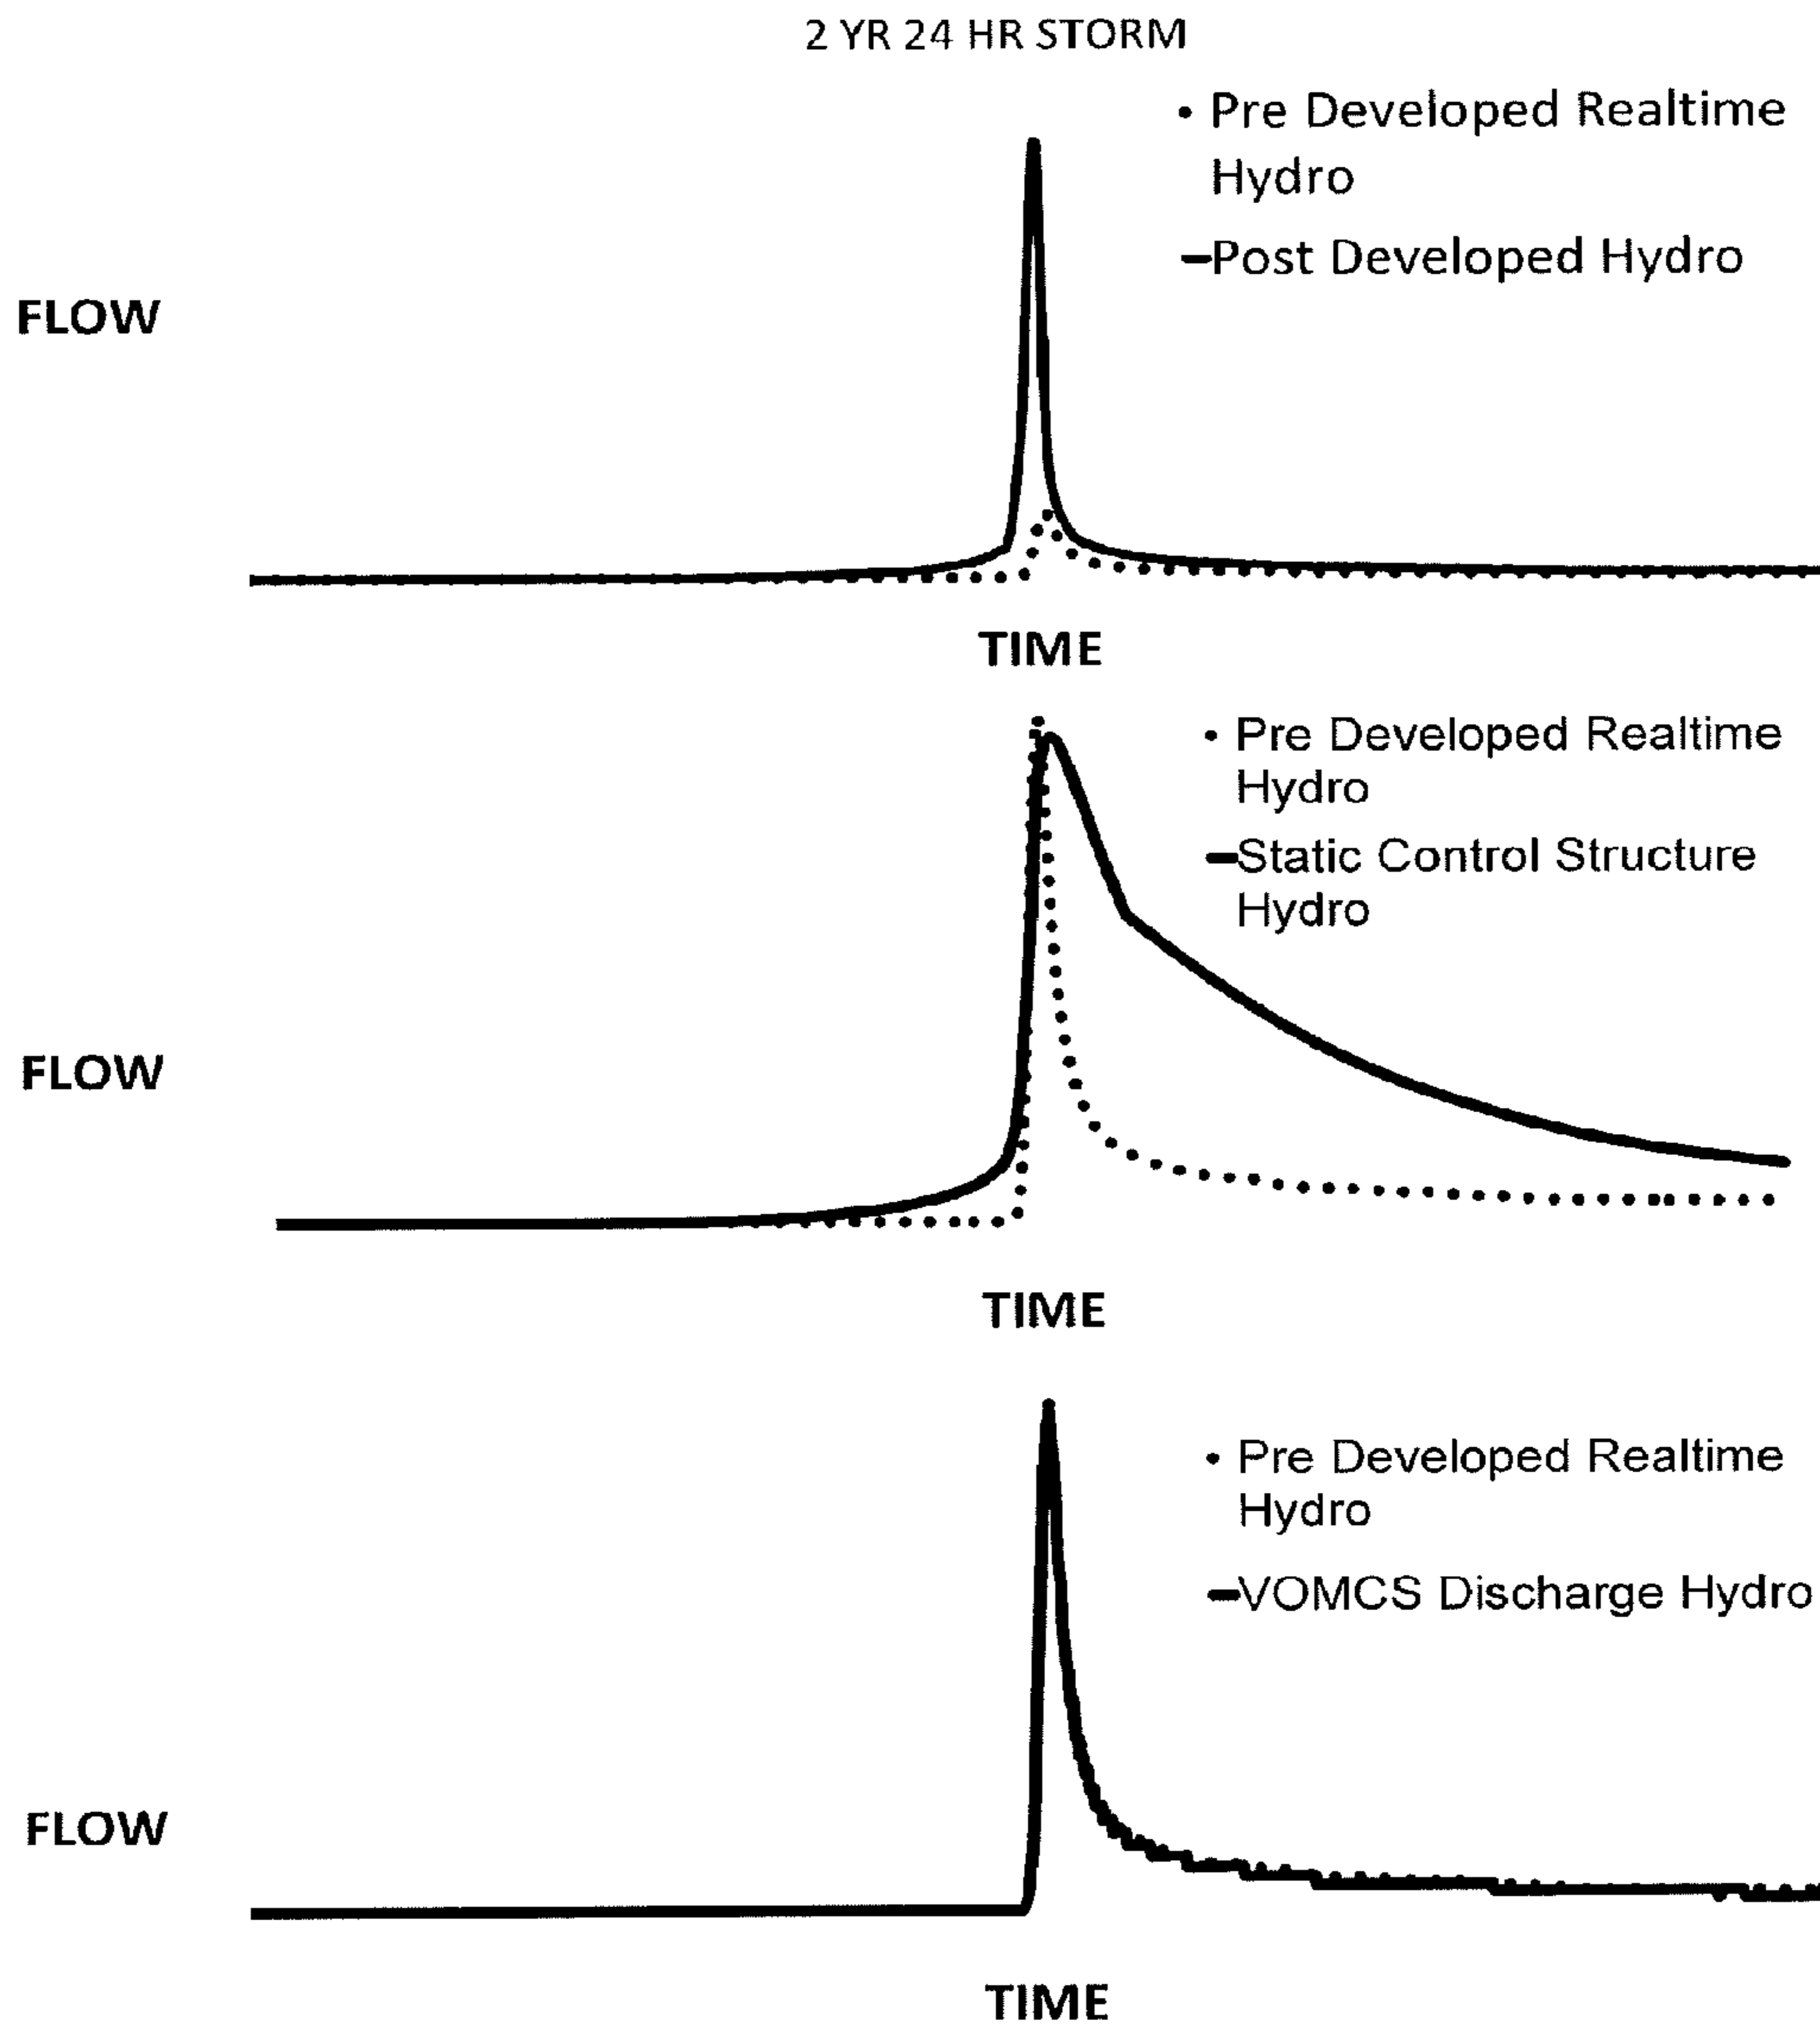 2 YR 24 HR STORM
• Pre Developed Realtime
Hydro
–Post Developed Hydro
FLOW
TIME
• Pre Developed Realtime
Hydro
–Static Control Structure
Hydro
FLOW
TIME
• Pre Developed Realtime
Hydro
–VOMCS Discharge Hydro
FLOW
TIME